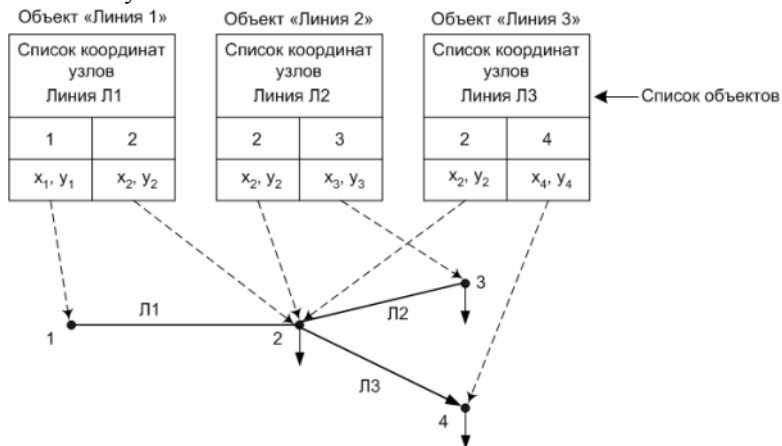 Объект «Линия 1»
Объект «Линия 2»
Объект «Линия 3»
Список координат
узлов
Линия Л1
1
2
x₁, y₁
x₂, y₂
Список координат
узлов
Линия Л2
2
3
x₂, y₂
x₃, y₃
Список координат
узлов
Линия Л3
2
4
x₂, y₂
x₄, y₄
Список объектов
3
Л1
Л2
1
2
Л3
4